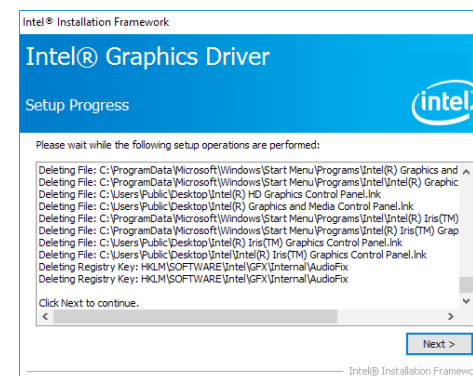 Intel® Installation Framework
Intel® Graphics Driver
Setup Progress
intel
Please wait while the following setup operations are performed:
Deleting File: C:\ProgramData\Microsoft\Windows\Start Menu\Programs\Intel(R) Graphics and
Deleting File: C:\ProgramData\Microsoft\Windows\Start Menu\Programs\Intel\Intel(R) Graphic
Deleting File: C:\Users\Public\Desktop\Intel(R) HD Graphics Control Panel.lnk
Deleting File: C:\Users\Public\Desktop\Intel(R) Graphics and Media Control Panel.lnk
Deleting File: C:\ProgramData\Microsoft\Windows\Start Menu\Programs\Intel\Intel(R) Iris(TM)
Deleting File: C:\ProgramData\Microsoft\Windows\Start Menu\Programs\Intel(R) Iris(TM) Grap
Deleting File: C:\Users\Public\Desktop\Intel(R) Iris(TM) Graphics Control Panel.lnk
Deleting File: C:\Users\Public\Desktop\Intel\Intel(R) Iris(TM) Graphics Control Panel.lnk
Deleting Registry Key: HKLM\SOFTWARE\Intel\GFX\Internal\AudioFix
Deleting Registry Key: HKLM\SOFTWARE\Intel\GFX\Internal\AudioFix
Click Next to continue.
Next >
Intel® Installation Framewo